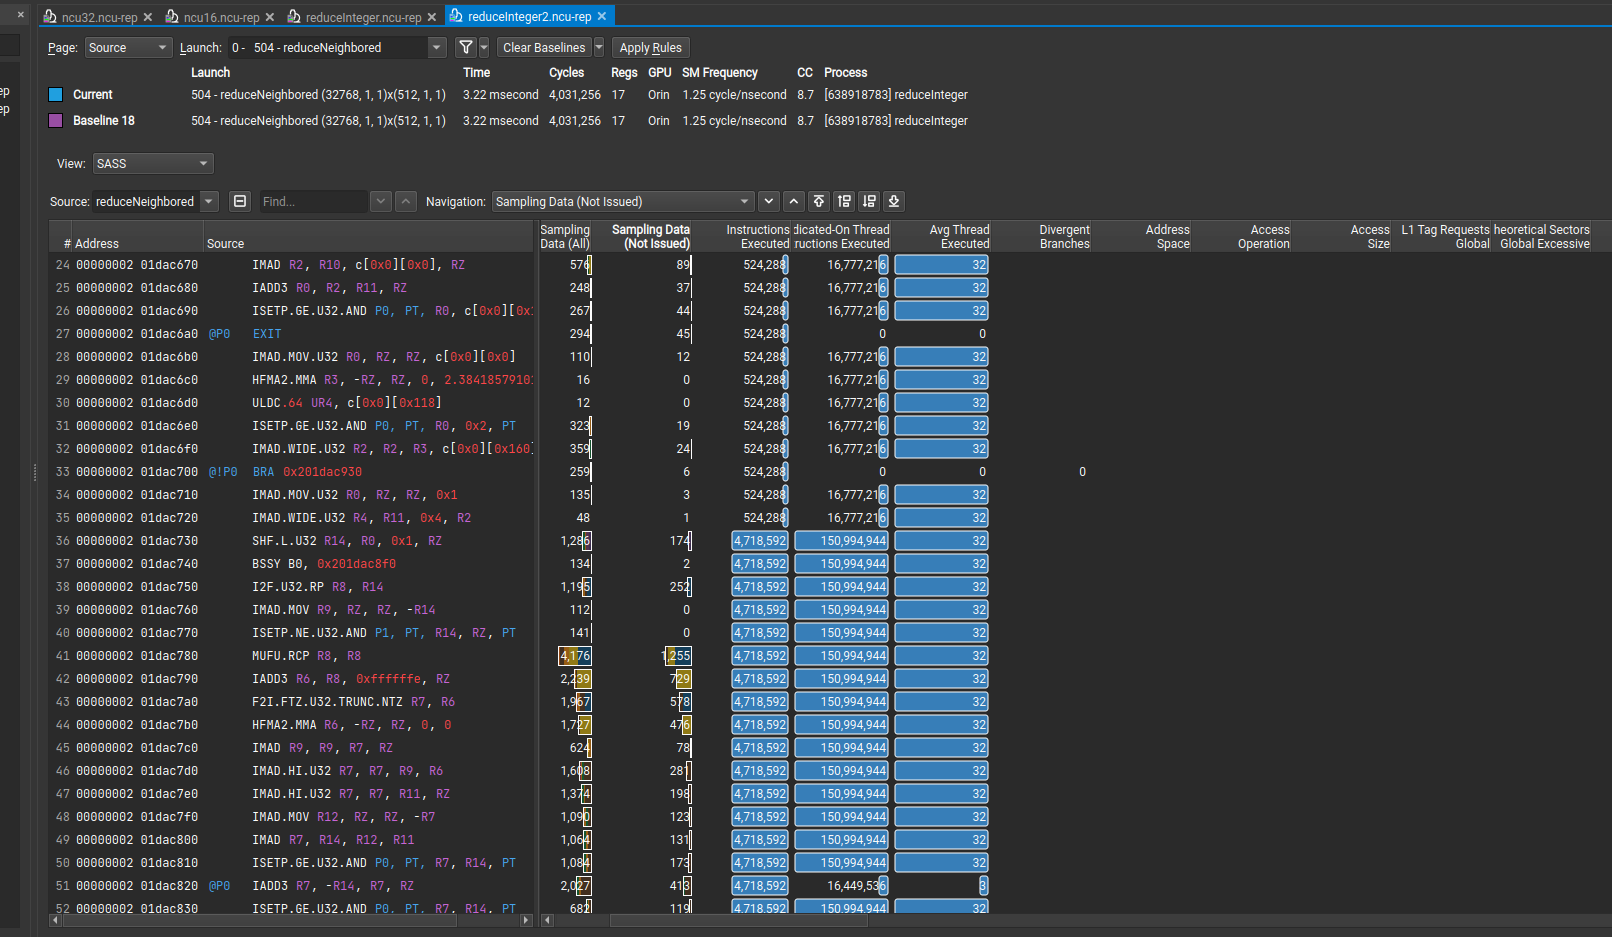 ncu32.ncu-rep × ncu16.ncu-rep × reduceInteger.ncu-rep × reduceInteger2.ncu-rep ×
Page: Source Launch: 0 - 504 - reduceNeighbored Clear Baselines Apply Rules
Launch Time Cycles Regs GPU SM Frequency CC Process
Current 504 - reduceNeighbored (32768, 1, 1)x(512, 1, 1) 3.22 msecond 4,031,256 17 Orin 1.25 cycle/nsecond 8.7 [638918783] reduceInteger
Baseline 18 504 - reduceNeighbored (32768, 1, 1)x(512, 1, 1) 3.22 msecond 4,031,256 17 Orin 1.25 cycle/nsecond 8.7 [638918783] reduceInteger
ep
ep
View: SASS
Source: reduceNeighbored Find... Navigation: Sampling Data (Not Issued)
Sampling Sampling Data Instructions dicated-On Thread Avg Thread Divergent Address Access Access L1 Tag Requests heoretical Sectors
# Address Source Data (All) (Not Issued) Executed ructions Executed Executed Branches Space Operation Size Global Global Excessive
24 00000002 01dac670 IMAD R2, R10, c[0x0][0x0], RZ 576 89 524,288 16,777,216 32
25 00000002 01dac680 IADD3 R0, R2, R11, RZ 248 37 524,288 16,777,216 32
26 00000002 01dac690 ISETP.GE.U32.AND P0, PT, R0, c[0x0][0x 267 44 524,288 16,777,216 32
27 00000002 01dac6a0 @P0 EXIT 294 45 524,288 0 0
28 00000002 01dac6b0 IMAD.MOV.U32 R0, RZ, RZ, c[0x0][0x0] 110 12 524,288 16,777,216 32
29 00000002 01dac6c0 HFMA2.MMA R3, -RZ, RZ, 0, 2.38418579101 16 0 524,288 16,777,216 32
30 00000002 01dac6d0 ULDC.64 UR4, c[0x0][0x118] 12 0 524,288 16,777,216 32
31 00000002 01dac6e0 ISETP.GE.U32.AND P0, PT, R0, 0x2, PT 323 19 524,288 16,777,216 32
32 00000002 01dac6f0 IMAD.WIDE.U32 R2, R2, R3, c[0x0][0x160] 359 24 524,288 16,777,216 32
33 00000002 01dac700 @!P0 BRA 0x201dac930 259 6 524,288 0 0 0
34 00000002 01dac710 IMAD.MOV.U32 R0, RZ, RZ, 0x1 135 3 524,288 16,777,216 32
35 00000002 01dac720 IMAD.WIDE.U32 R4, R11, 0x4, R2 48 1 524,288 16,777,216 32
36 00000002 01dac730 SHF.L.U32 R14, R0, 0x1, RZ 1,286 174 4,718,592 150,994,944 32
37 00000002 01dac740 BSSY B0, 0x201dac8f0 134 2 4,718,592 150,994,944 32
38 00000002 01dac750 I2F.U32.RP R8, R14 1,195 252 4,718,592 150,994,944 32
39 00000002 01dac760 IMAD.MOV R9, RZ, RZ, -R14 112 0 4,718,592 150,994,944 32
40 00000002 01dac770 ISETP.NE.U32.AND P1, PT, R14, RZ, PT 141 0 4,718,592 150,994,944 32
41 00000002 01dac780 MUFU.RCP R8, R8 4,176 1,255 4,718,592 150,994,944 32
42 00000002 01dac790 IADD3 R6, R8, 0xffffffe, RZ 2,239 729 4,718,592 150,994,944 32
43 00000002 01dac7a0 F2I.FTZ.U32.TRUNC.NTZ R7, R6 1,967 578 4,718,592 150,994,944 32
44 00000002 01dac7b0 HFMA2.MMA R6, -RZ, RZ, 0, 0 1,727 476 4,718,592 150,994,944 32
45 00000002 01dac7c0 IMAD R9, R9, R7, RZ 624 78 4,718,592 150,994,944 32
46 00000002 01dac7d0 IMAD.HI.U32 R7, R7, R9, R6 1,608 281 4,718,592 150,994,944 32
47 00000002 01dac7e0 IMAD.HI.U32 R7, R7, R11, RZ 1,374 198 4,718,592 150,994,944 32
48 00000002 01dac7f0 IMAD.MOV R12, RZ, RZ, -R7 1,090 123 4,718,592 150,994,944 32
49 00000002 01dac800 IMAD R7, R14, R12, R11 1,064 131 4,718,592 150,994,944 32
50 00000002 01dac810 ISETP.GE.U32.AND P0, PT, R7, R14, PT 1,084 173 4,718,592 150,994,944 32
51 00000002 01dac820 @P0 IADD3 R7, -R14, R7, RZ 2,027 413 4,718,592 16,449,536 3
52 00000002 01dac830 ISETP.GE.U32.AND P0, PT, R7, R14, PT 682 119 4,718,592 150,994,944 32